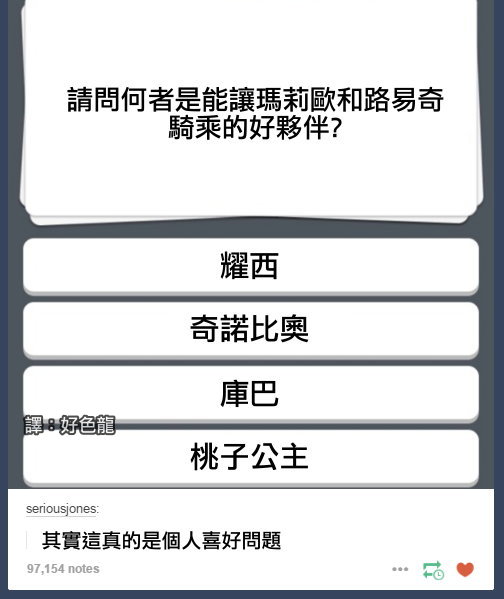 請問何者是能讓瑪莉歐和路易奇
騎乘的好夥伴?
耀西
奇諾比奧
庫巴
譯：好色龍
桃子公主
seriousjones:
其實這真的是個人喜好問題
97,154 notes